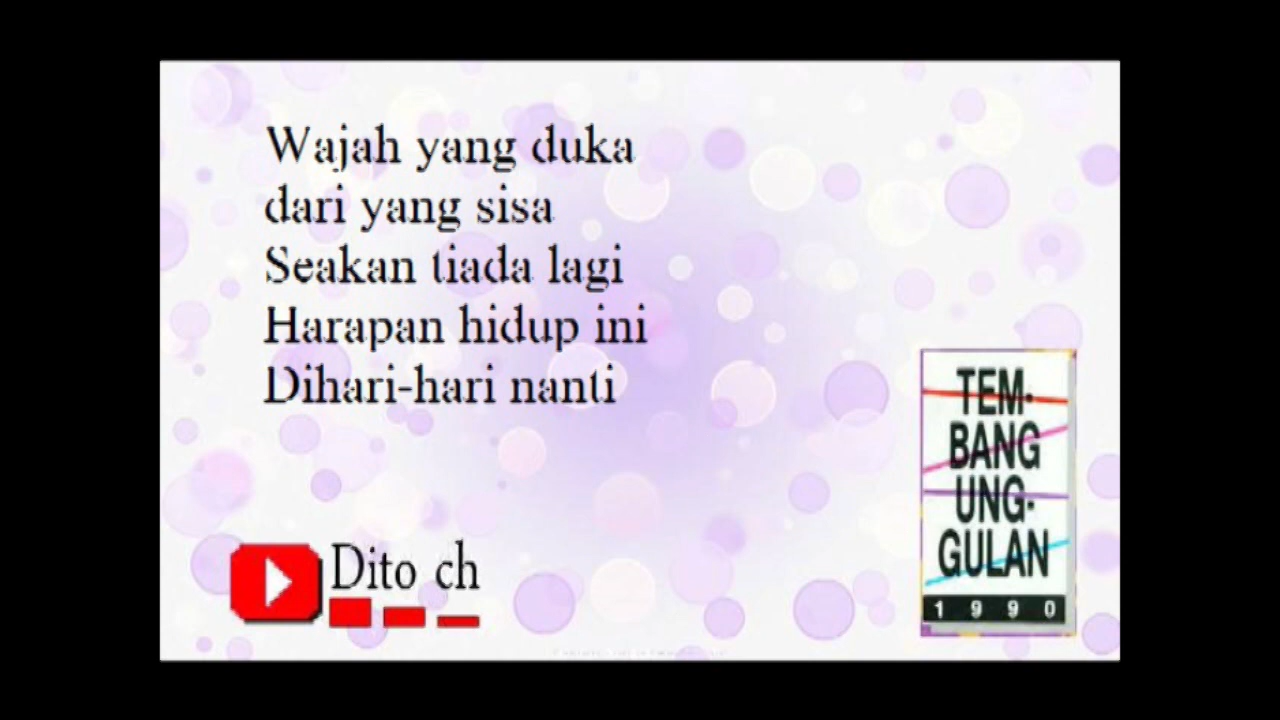 Wajah yang duka
dari yang sisa
Seakan tiada lagi
Harapan hidup ini
Dihari-hari nanti
TEM-
BANG
UNG-
GULAN
1990
Dito ch